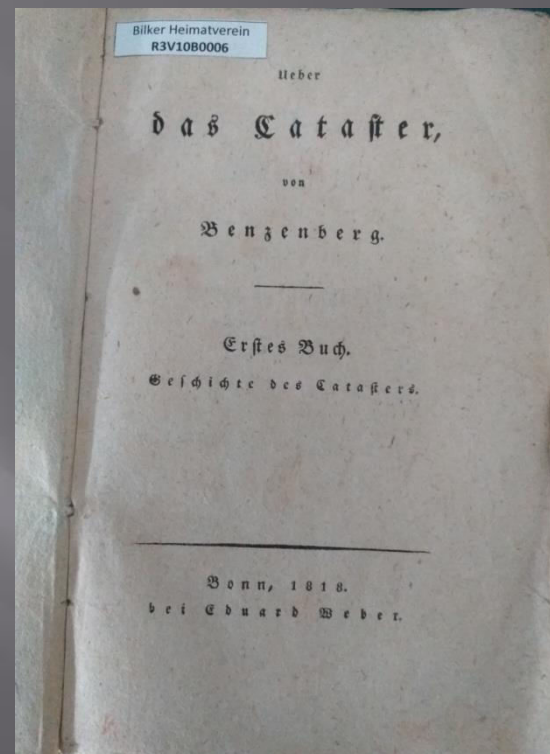 Bilker Heimatverein
R3V10B0006
Ueber
das Cataſter,
von
Benzenberg.
Erſtes Buch.
Geſchichte des Cataſters.
Bonn, 1818.
bei Eduard Weber.